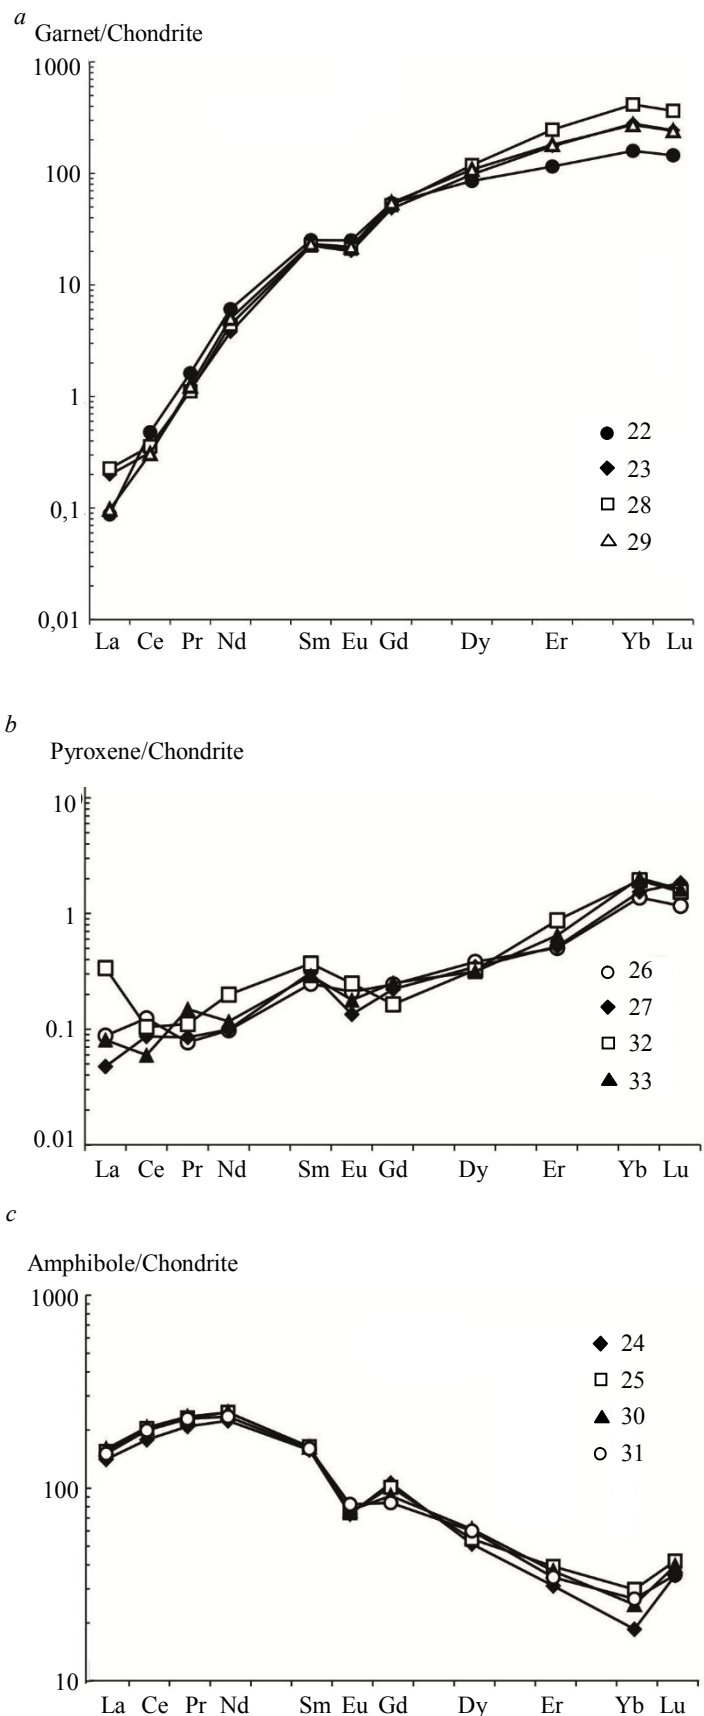 a
Garnet/Chondrite
1000
100
10
1
0,1
0,01
22
23
28
29
La Ce Pr Nd Sm Eu Gd Dy Er Yb Lu
b
Pyroxene/Chondrite
10
1
0.1
0.01
26
27
32
33
La Ce Pr Nd Sm Eu Gd Dy Er Yb Lu
c
Amphibole/Chondrite
1000
100
10
24
25
30
31
La Ce Pr Nd Sm Eu Gd Dy Er Yb Lu